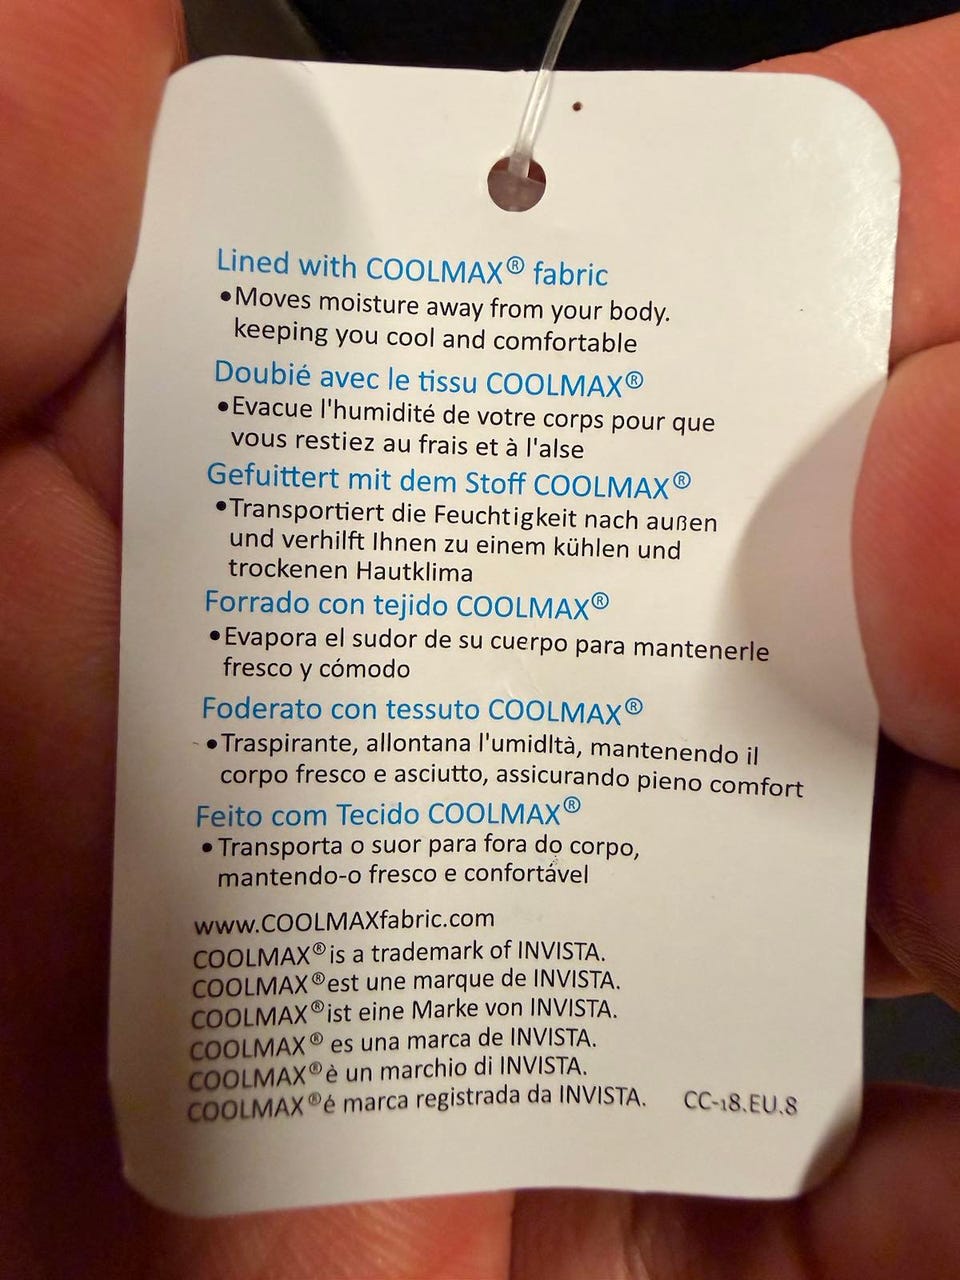 Lined with COOLMAX® fabric
•Moves moisture away from your body.
keeping you cool and comfortable
Doubié avec le tissu COOLMAX®
•Evacue l'humidité de votre corps pour que
vous restiez au frais et à l'alse
Gefuittert mit dem Stoff COOLMAX®
•Transportiert die Feuchtigkeit nach außen
und verhilft Ihnen zu einem kühlen und
trockenen Hautklima
Forrado con tejido COOLMAX®
•Evapora el sudor de su cuerpo para mantenerle
fresco y cómodo
Foderato con tessuto COOLMAX®
•Traspirante, allontana l'umidltà, mantenendo il
corpo fresco e asciutto, assicurando pieno comfort
Feito com Tecido COOLMAX®
•Transporta o suor para fora do corpo,
mantendo-o fresco e confortável
www.COOLMAXfabric.com
COOLMAX® is a trademark of INVISTA.
COOLMAX® est une marque de INVISTA.
COOLMAX® ist eine Marke von INVISTA.
COOLMAX® es una marca de INVISTA.
COOLMAX® è un marchio di INVISTA.
COOLMAX® é marca registrada da INVISTA. CC-18.EU.8